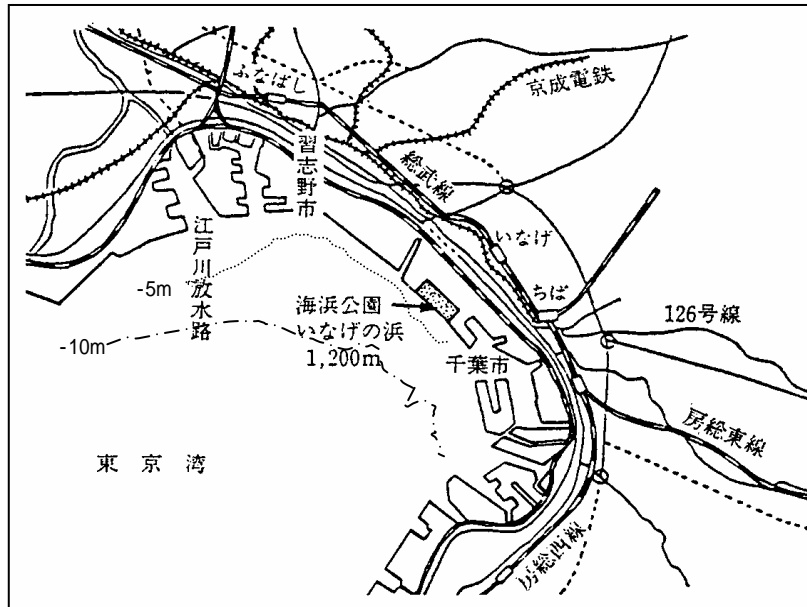 ふなばし
京成電鉄
習志野市
総武線
江戸川放水路
いなげ
-5m
ちば
海浜公園
いなげの浜
1,200m
126号線
-10m
千葉市
房総東線
東京湾
房総西線